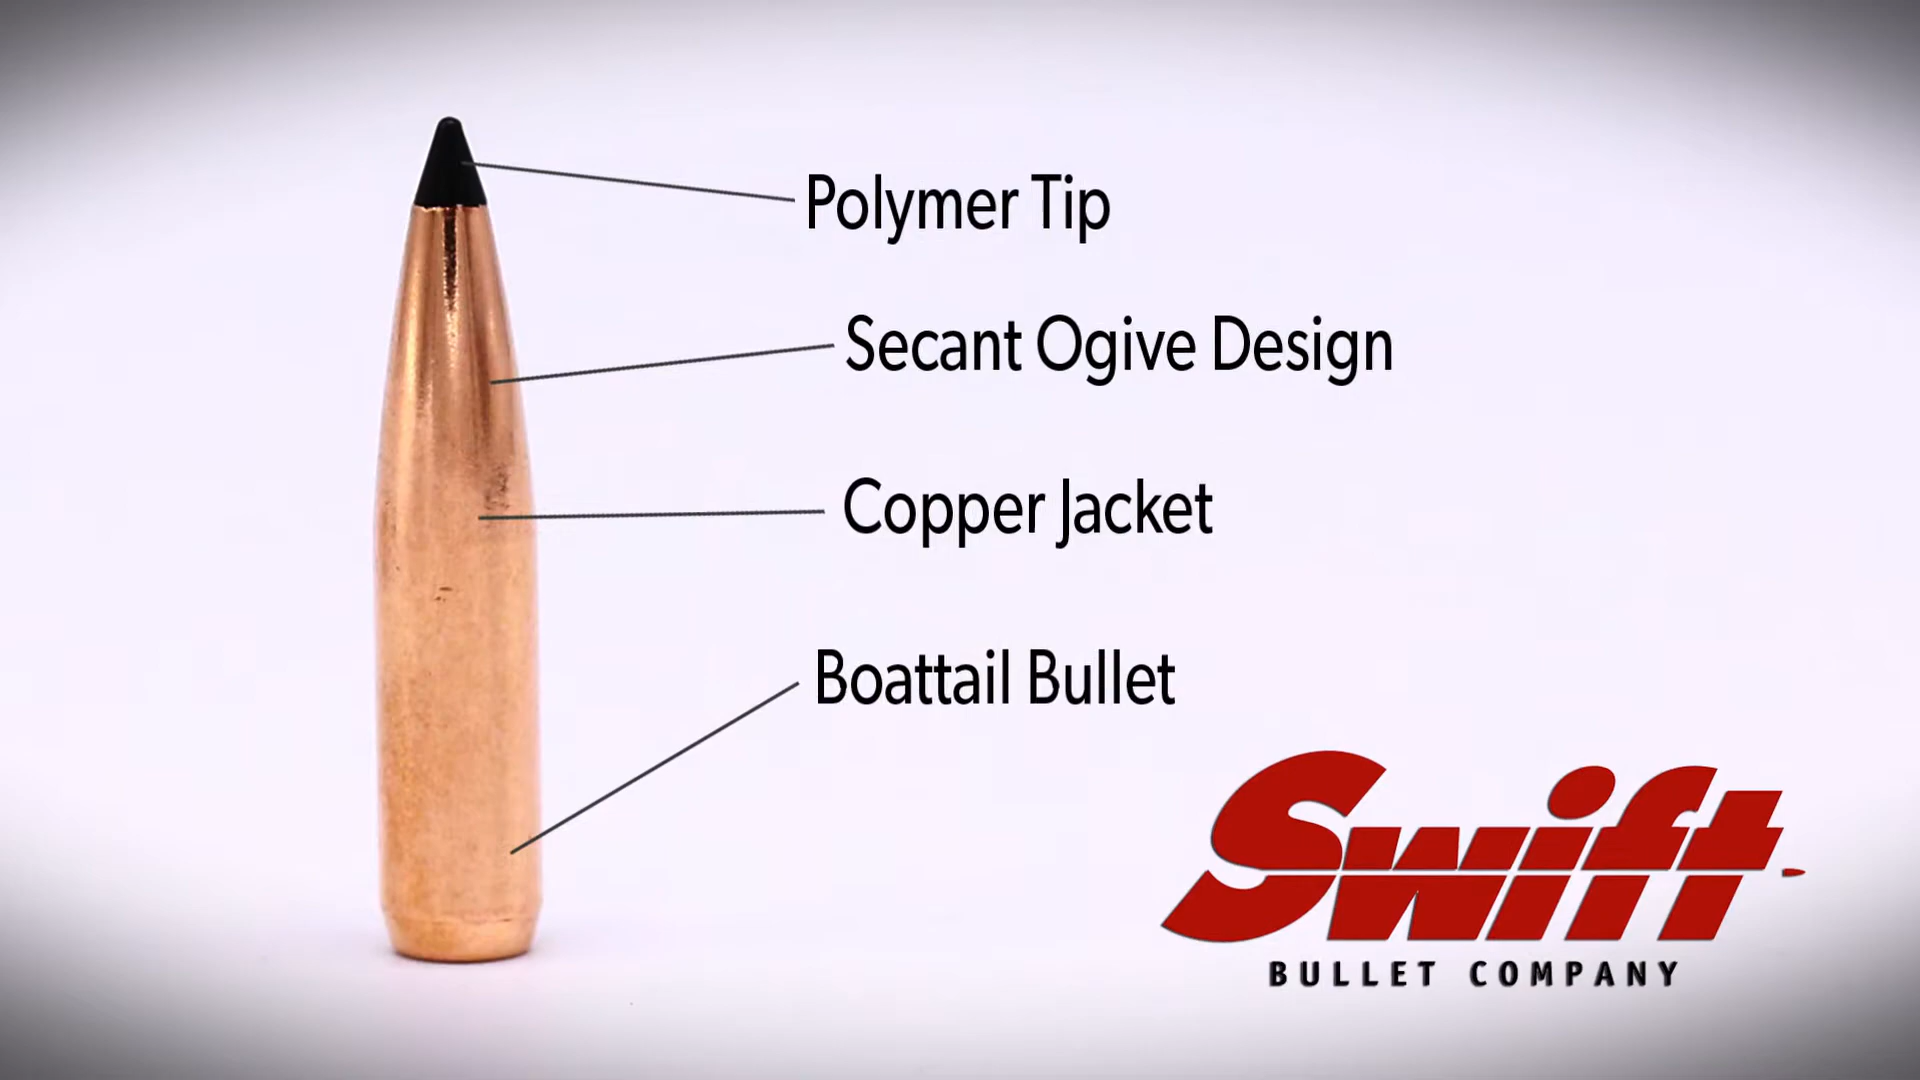 Polymer Tip
Secant Ogive Design
Copper Jacket
Boattail Bullet
Swift
BULLET COMPANY